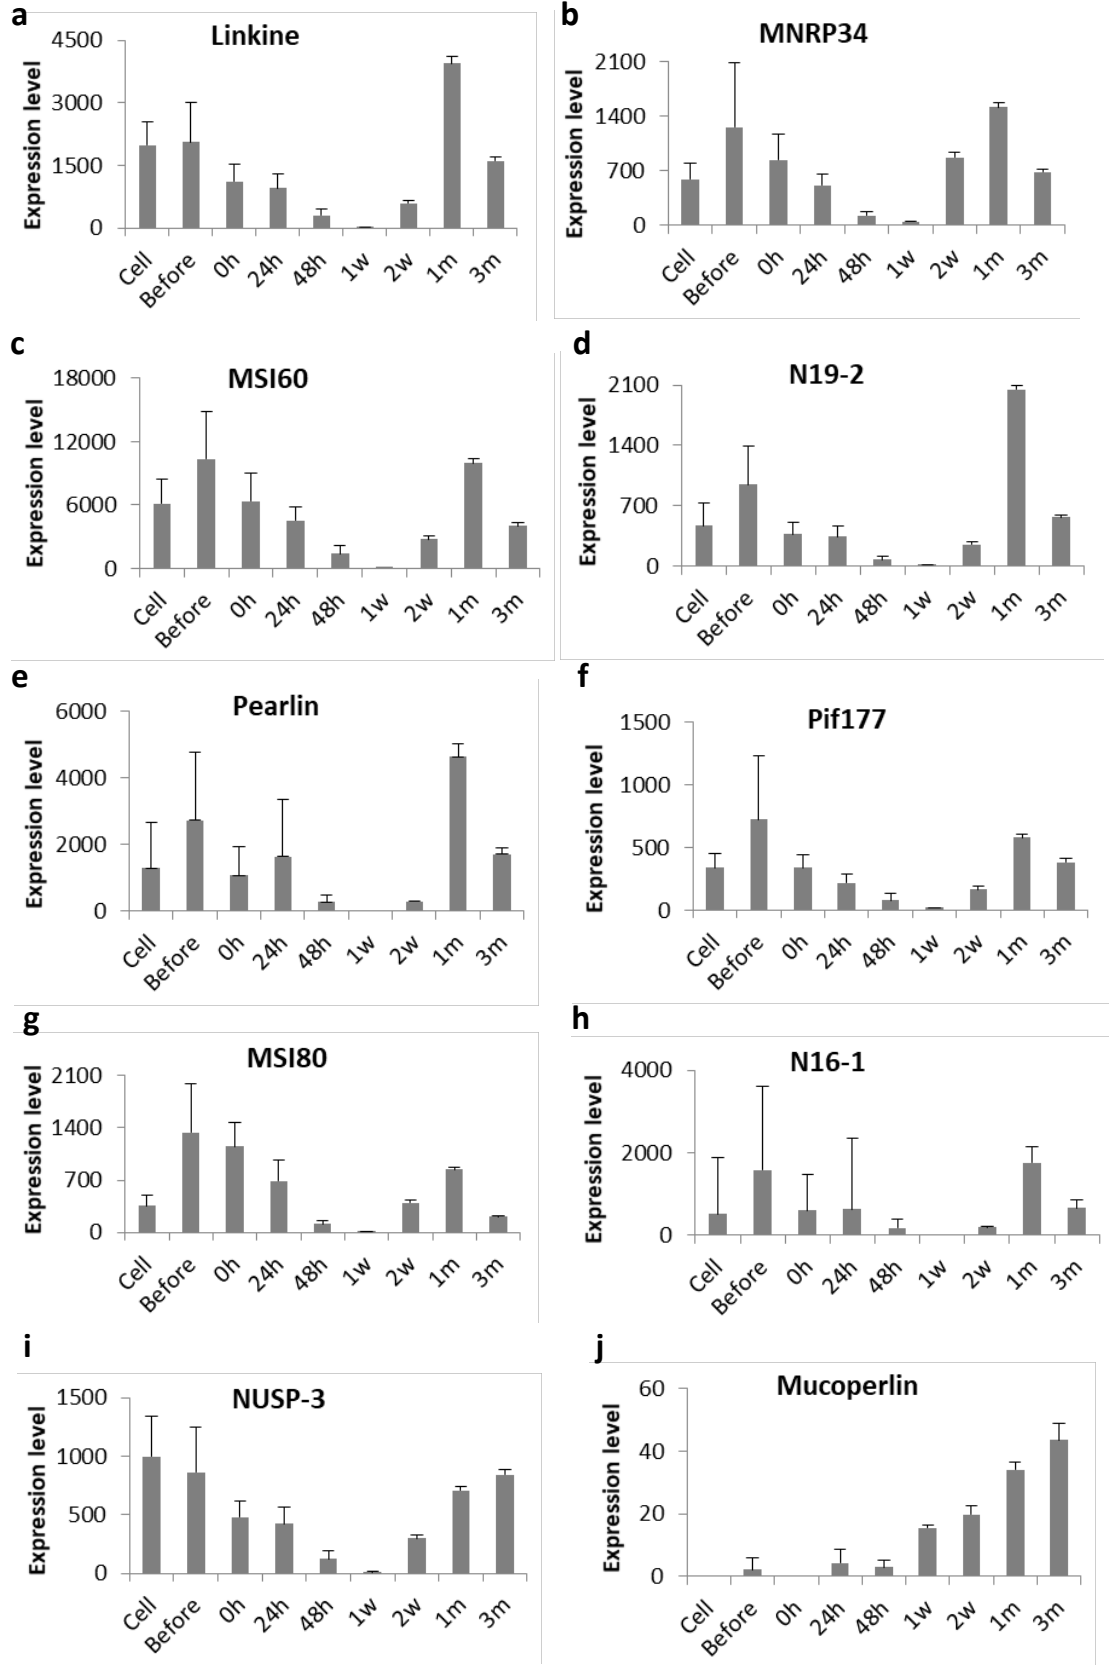 a
Linkine
Expression level
4500
3000
1500
0
Cell Before 0h 24h 48h 1w 2w 1m 3m
b
MNRP34
Expression level
2100
1400
700
0
Cell Before 0h 24h 48h 1w 2w 1m 3m
c
MSI60
Expression level
18000
12000
6000
0
Cell Before 0h 24h 48h 1w 2w 1m 3m
d
N19-2
Expression level
2100
1400
700
0
Cell Before 0h 24h 48h 1w 2w 1m 3m
e
Pearlin
Expression level
6000
4000
2000
0
Cell Before 0h 24h 48h 1w 2w 1m 3m
f
Pif177
Expression level
1500
1000
500
0
Cell Before 0h 24h 48h 1w 2w 1m 3m
g
MSI80
Expression level
2100
1400
700
0
Cell Before 0h 24h 48h 1w 2w 1m 3m
h
N16-1
Expression level
4000
2000
0
Cell Before 0h 24h 48h 1w 2w 1m 3m
i
NUSP-3
Expression level
1500
1000
500
0
Cell Before 0h 24h 48h 1w 2w 1m 3m
j
Mucoperlin
Expression level
60
40
20
0
Cell Before 0h 24h 48h 1w 2w 1m 3m